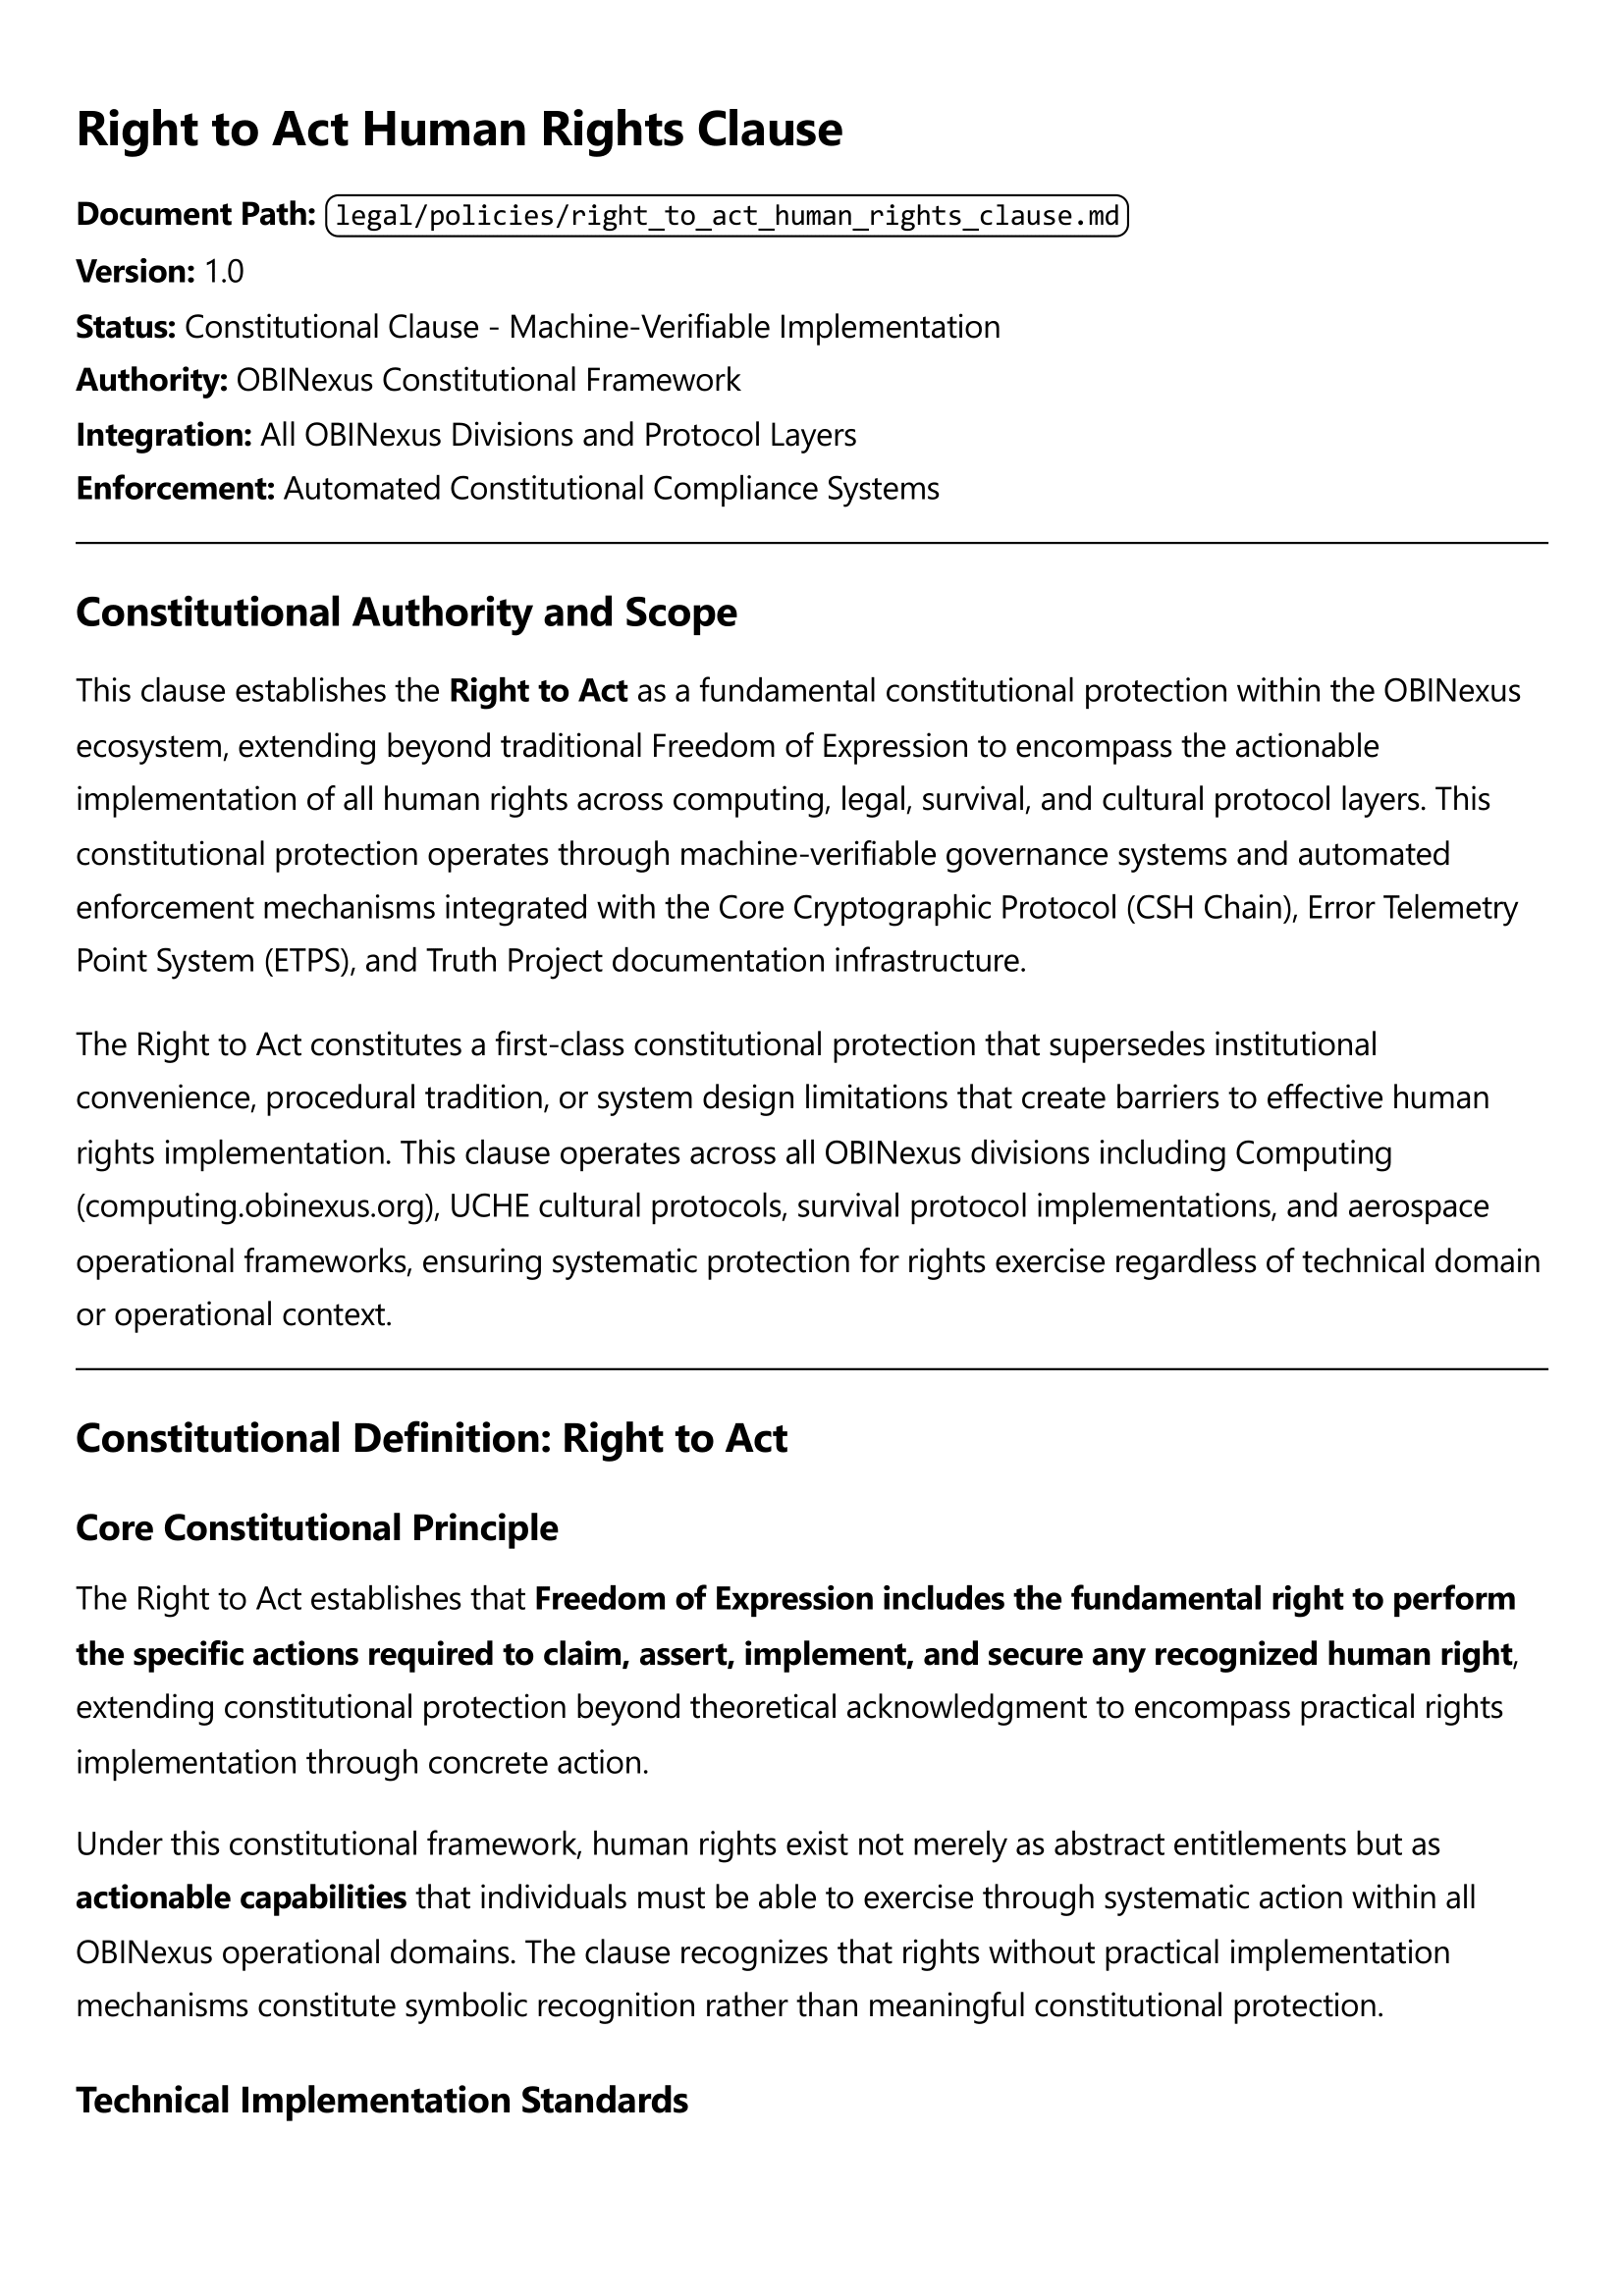 Right to Act Human Rights Clause
Document Path: legal/policies/right_to_act_human_rights_clause.md
Version: 1.0
Status: Constitutional Clause - Machine-Verifiable Implementation
Authority: OBINexus Constitutional Framework
Integration: All OBINexus Divisions and Protocol Layers
Enforcement: Automated Constitutional Compliance Systems
Constitutional Authority and Scope
This clause establishes the Right to Act as a fundamental constitutional protection within the OBINexus
ecosystem, extending beyond traditional Freedom of Expression to encompass the actionable
implementation of all human rights across computing, legal, survival, and cultural protocol layers. This
constitutional protection operates through machine-verifiable governance systems and automated
enforcement mechanisms integrated with the Core Cryptographic Protocol (CSH Chain), Error Telemetry
Point System (ETPS), and Truth Project documentation infrastructure.
The Right to Act constitutes a first-class constitutional protection that supersedes institutional
convenience, procedural tradition, or system design limitations that create barriers to effective human
rights implementation. This clause operates across all OBINexus divisions including Computing
(computing.obinexus.org), UCHE cultural protocols, survival protocol implementations, and aerospace
operational frameworks, ensuring systematic protection for rights exercise regardless of technical domain
or operational context.
Constitutional Definition: Right to Act
Core Constitutional Principle
The Right to Act establishes that Freedom of Expression includes the fundamental right to perform
the specific actions required to claim, assert, implement, and secure any recognized human right,
extending constitutional protection beyond theoretical acknowledgment to encompass practical rights
implementation through concrete action.
Under this constitutional framework, human rights exist not merely as abstract entitlements but as
actionable capabilities that individuals must be able to exercise through systematic action within all
OBINexus operational domains. The clause recognizes that rights without practical implementation
mechanisms constitute symbolic recognition rather than meaningful constitutional protection.
Technical Implementation Standards